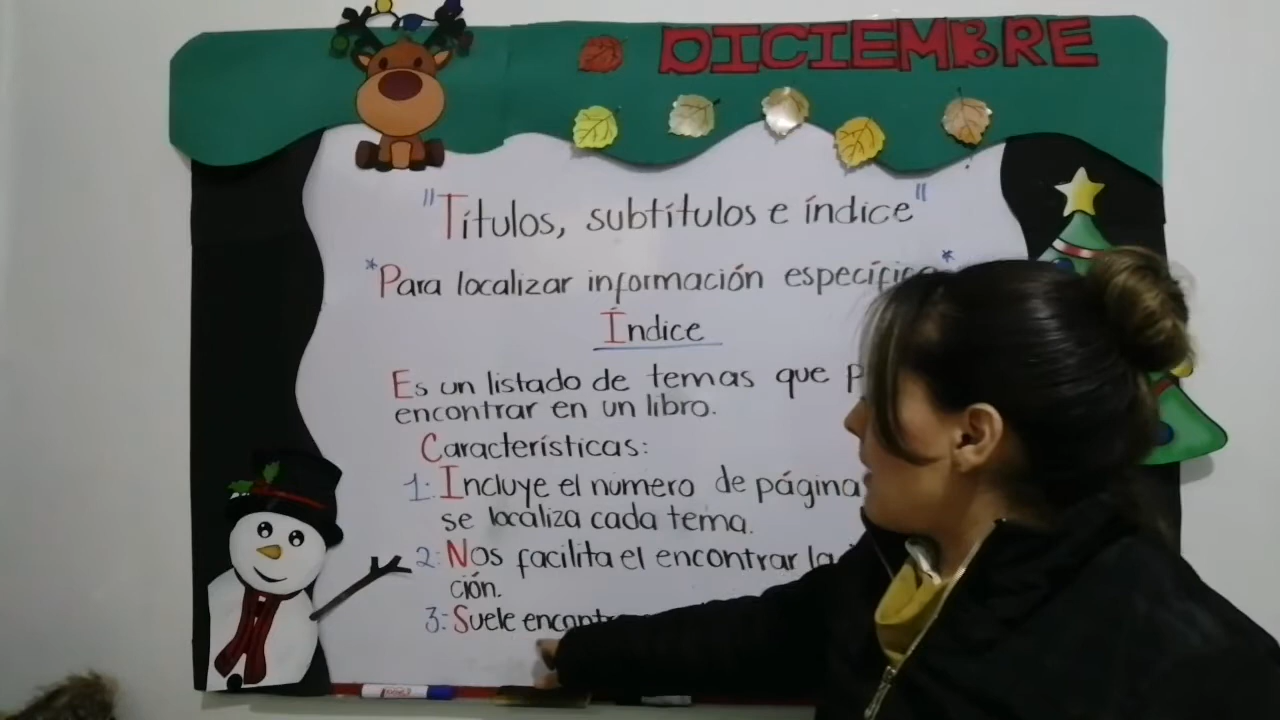 DICIEMBRE
"Títulos, subtítulos e índice"
*Para localizar información específica*
Índice
Es un listado de temas que
encontrar en un libro.
Características:
1. Incluye el número de página
se localiza cada tema.
2. Nos facilita el encontrar la
ción.
3. Suele